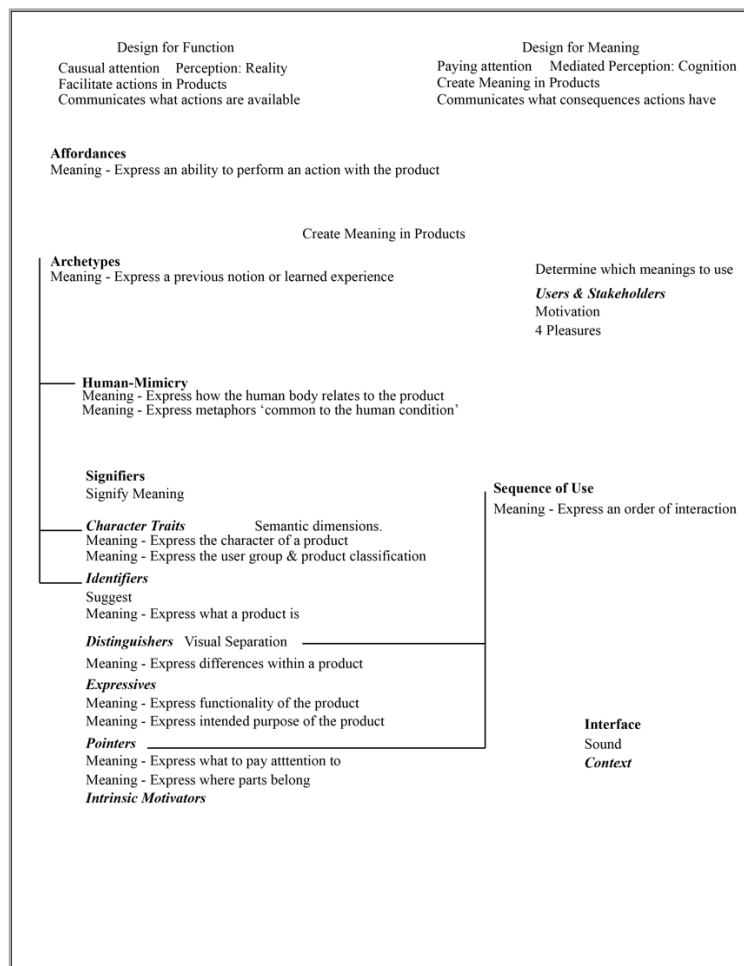 Design for Function
Causual attention Perception: Reality
Facilitate actions in Products
Communicates what actions are available
Design for Meaning
Paying attention Mediated Perception: Cognition
Create Meaning in Products
Communicates what consequences actions have
Affordances
Meaning - Express an ability to perform an action with the product
Create Meaning in Products
Archetypes
Meaning - Express a previous notion or learned experience
Determine which meanings to use
Users & Stakeholders
Motivation
4 Pleasures
Human-Mimicry
Meaning - Express how the human body relates to the product
Meaning - Express metaphors ‘common to the human condition’
Signifiers
Signify Meaning
Sequence of Use
Meaning - Express an order of interaction
Character Traits Semantic dimensions.
Meaning - Express the character of a product
Meaning - Express the user group & product classification
Identifiers
Suggest
Meaning - Express what a product is
Distinguishers Visual Separation
Meaning - Express differences within a product
Expressives
Meaning - Express functionality of the product
Meaning - Express intended purpose of the product
Pointers
Meaning - Express what to pay atttention to
Meaning - Express where parts belong
Intrinsic Motivators
Interface
Sound
Context